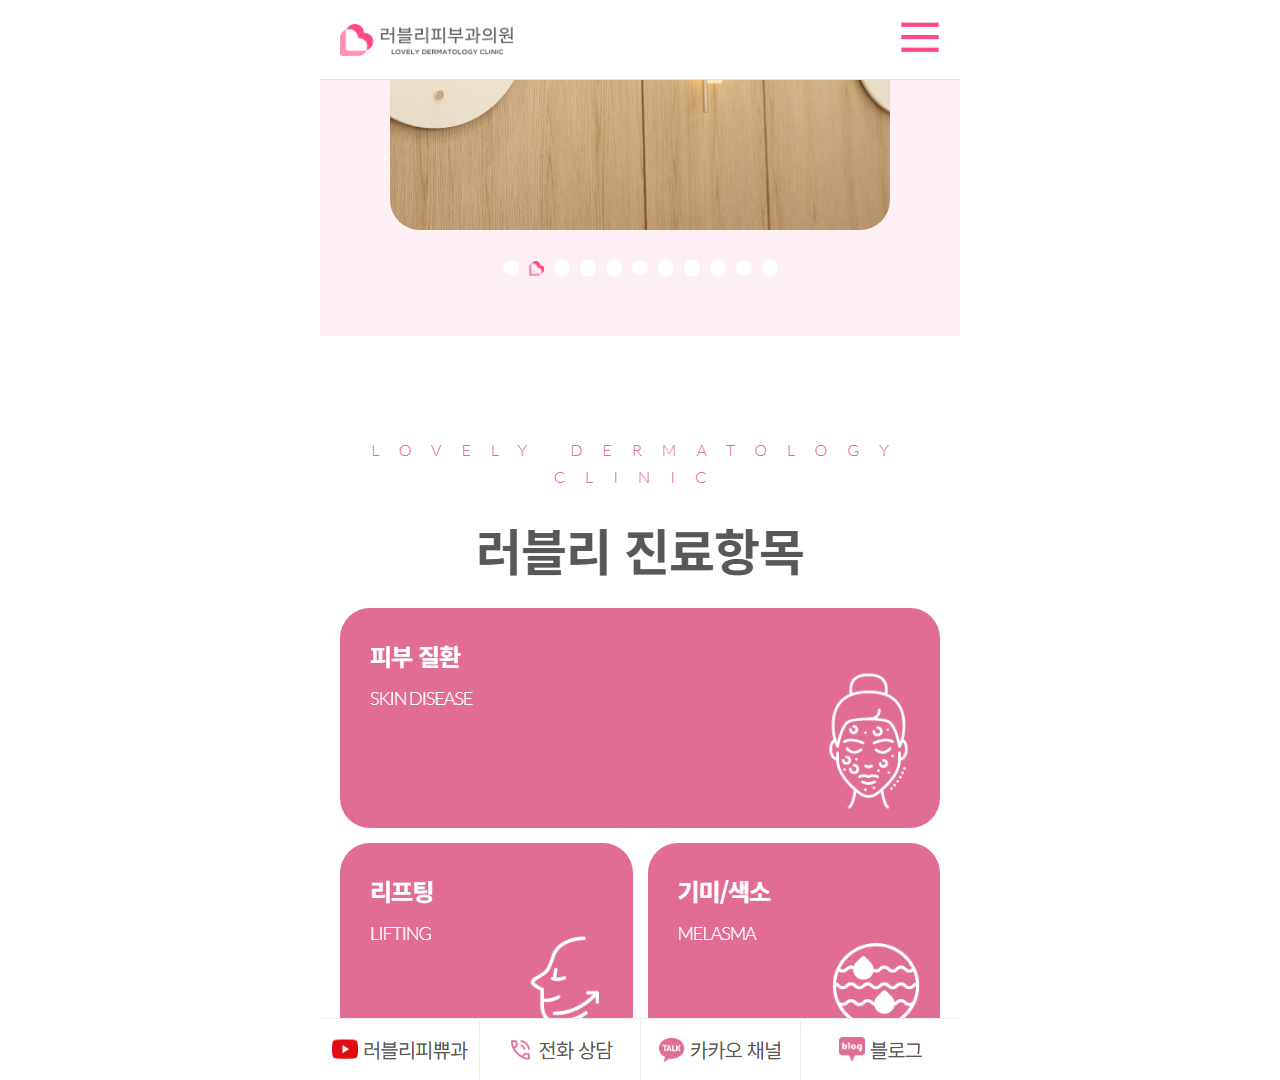 러블리피부과의원
LOVELY DERMATOLOGY CLINIC
LOVELY DERMATOLOGY
CLINIC
러블리 진료항목
피부 질환
SKIN DISEASE
리프팅
LIFTING
기미/색소
MELASMA
러블리피쀼과
전화 상담
TALK
카카오 채널
blog
블로그